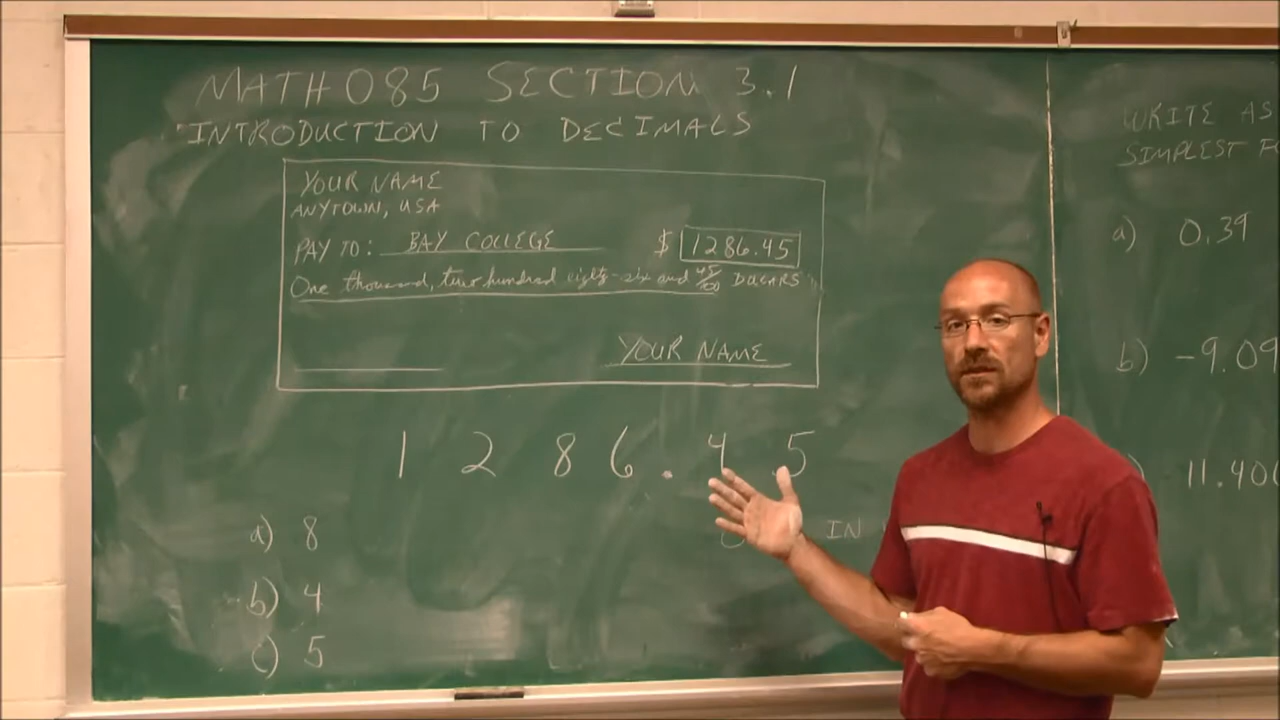 MATH 085 SECTION 3.1
INTRODUCTION TO DECIMALS
YOUR NAME
ANYTOWN, USA
PAY TO: BAY COLLEGE $ 1286.45
One thousand, two hundred eighty-six and 45/100 DOLLARS
YOUR NAME
1 2 8 6 . 4 5
a) 8
b) 4
c) 5
IN
WRITE AS
SIMPLEST
a) 0.39
b) -9.09
11.40